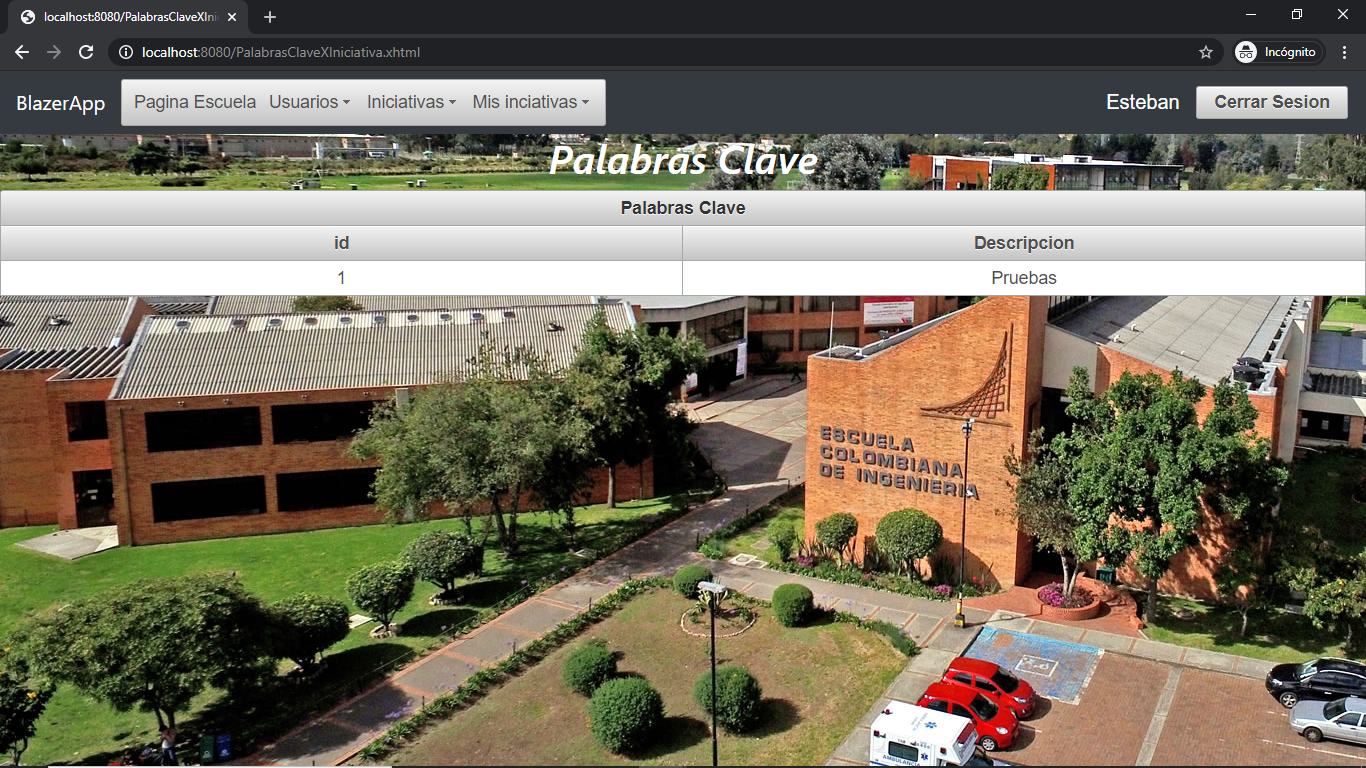 localhost:8080/PalabrasClaveXIni
localhost:8080/PalabrasClaveXIniciativa.xhtml
Incógnito
BlazerApp
Pagina Escuela Usuarios Iniciativas Mis inciativas
Esteban
Cerrar Sesion
Palabras Clave
Palabras Clave
id Descripcion
1 Pruebas
ESCUELA
COLOMBIANA
DE INGENIERIA
AMBULANCIA